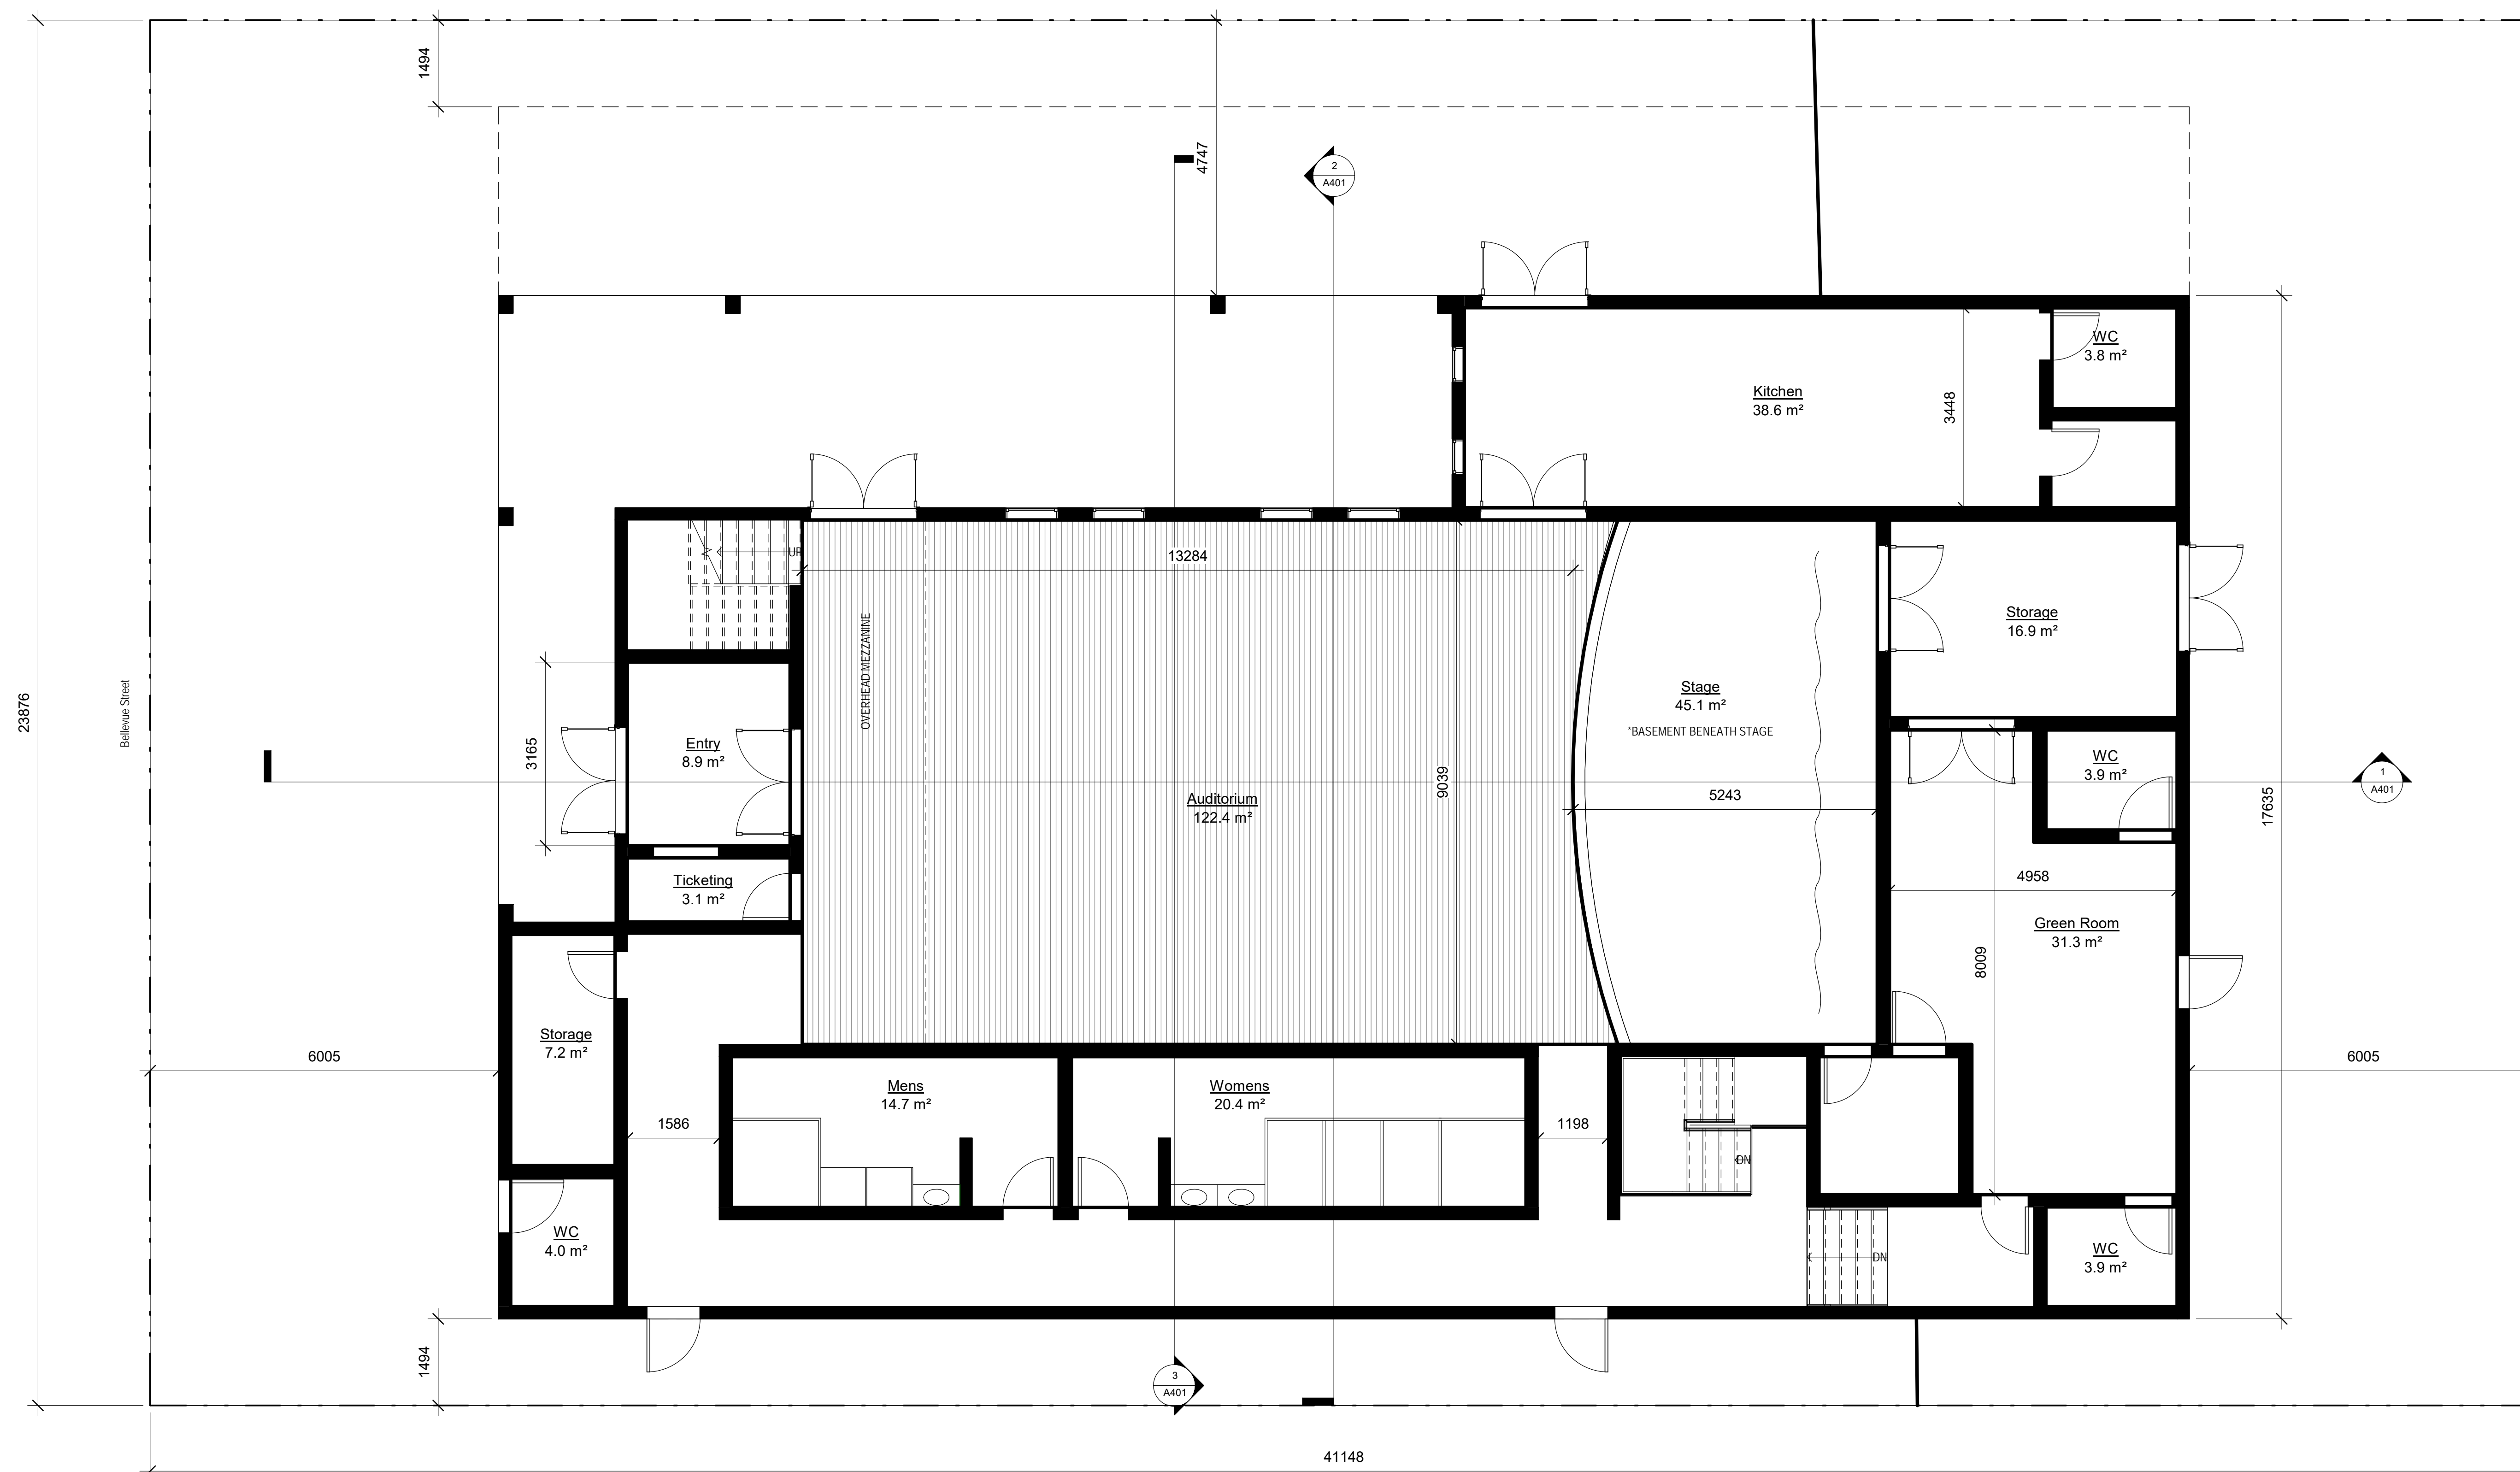 1494
4747
2
A401
WC
3.8 m²
Kitchen
38.6 m²
3448
UP
13284
OVERHEAD MEZZANINE
Storage
16.9 m²
Stage
45.1 m²
*BASEMENT BENEATH STAGE
23876
Bellevue Street
3165
Entry
8.9 m²
Auditorium
122.4 m²
9039
5243
WC
3.9 m²
1
A401
17635
Ticketing
3.1 m²
4958
Green Room
31.3 m²
8009
Storage
7.2 m²
6005
6005
Mens
14.7 m²
Womens
20.4 m²
1586
1198
DN
WC
4.0 m²
DN
WC
3.9 m²
1494
3
A401
41148